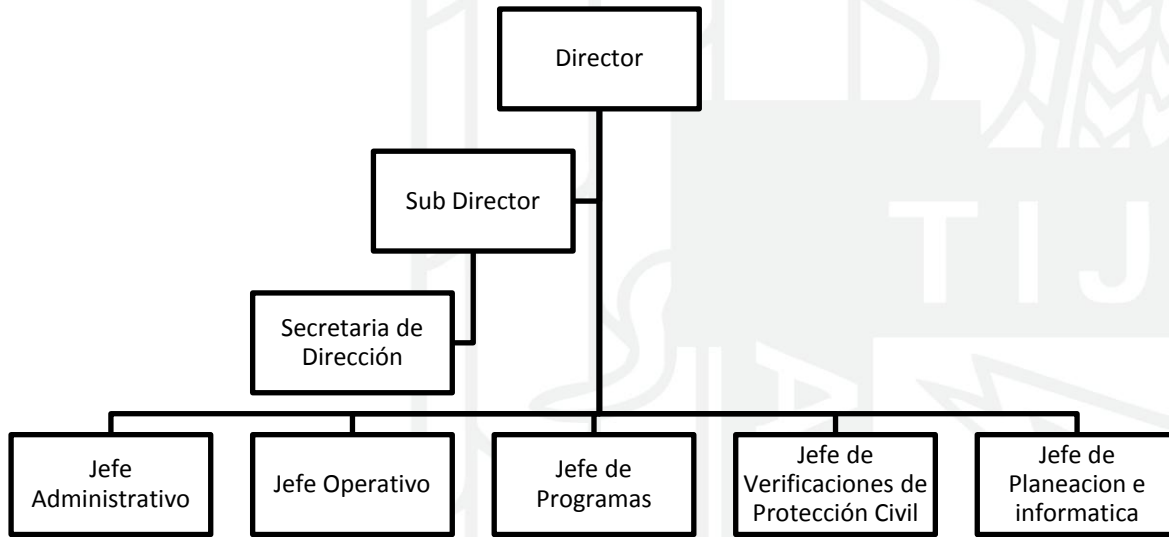 Director
Sub Director
Secretaria de
Dirección
Jefe
Administrativo
Jefe Operativo
Jefe de
Programas
Jefe de
Verificaciones de
Protección Civil
Jefe de
Planeacion e
informatica
TIJ